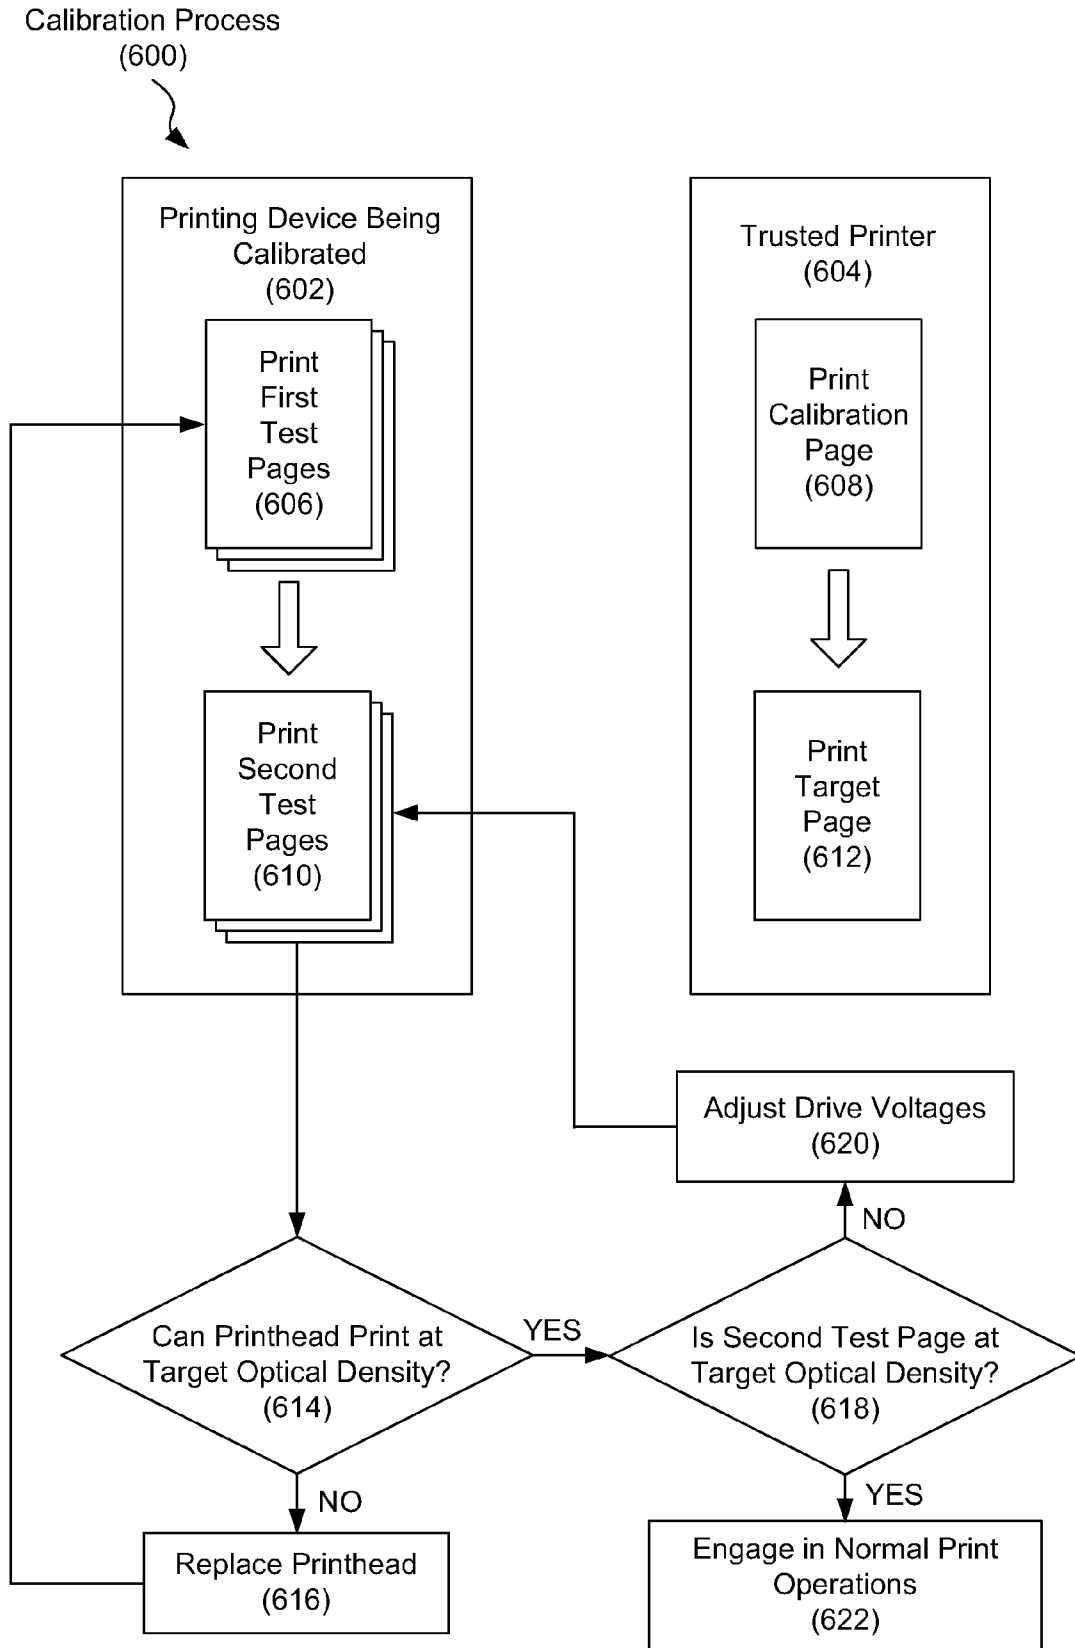 Calibration Process
(600)
Printing Device Being
Calibrated
(602)
Print
First
Test
Pages
(606)
Print
Second
Test
Pages
(610)
Trusted Printer
(604)
Print
Calibration
Page
(608)
Print
Target
Page
(612)
Adjust Drive Voltages
(620)
NO
Can Printhead Print at
Target Optical Density?
(614)
YES
Is Second Test Page at
Target Optical Density?
(618)
NO
YES
Replace Printhead
(616)
Engage in Normal Print
Operations
(622)